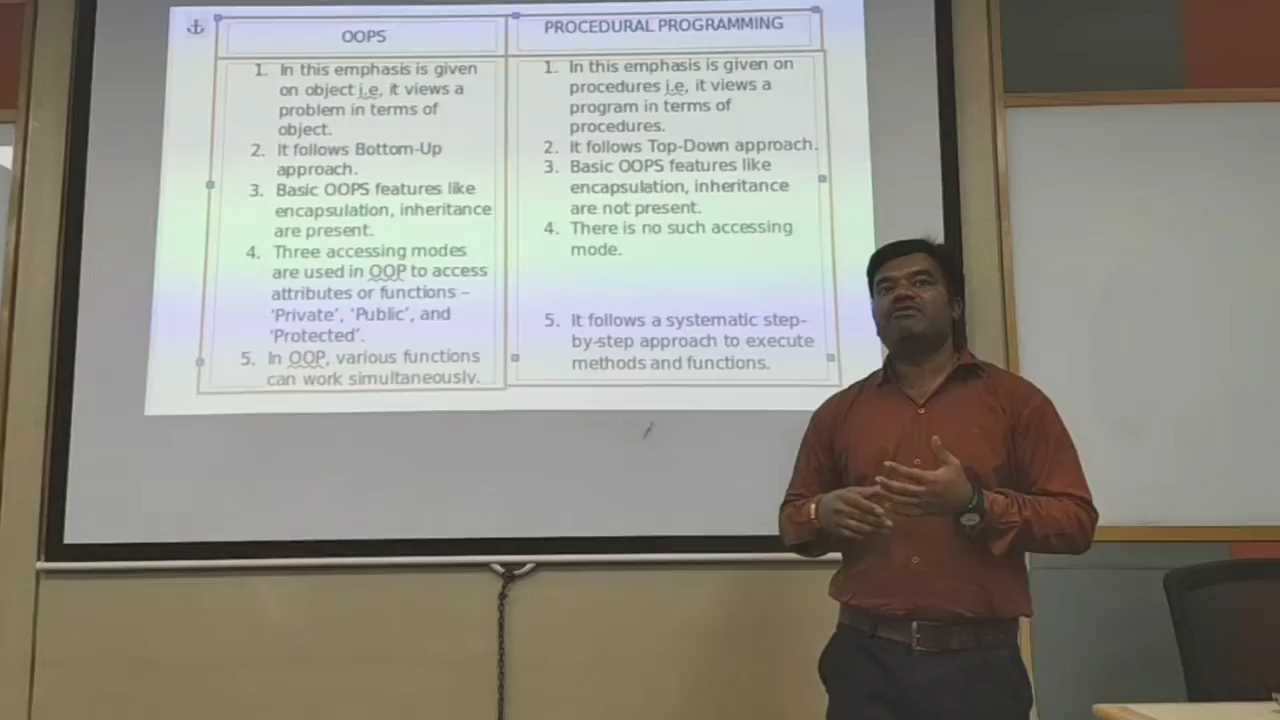 OOPS
1. In this emphasis is given
on object i.e, it views a
problem in terms of
object.
2. It follows Bottom-Up
approach.
3. Basic OOPS features like
encapsulation, inheritance
are present.
4. Three accessing modes
are used in OOP to access
attributes or functions –
‘Private’, ‘Public’, and
‘Protected’.
5. In OOP, various functions
can work simultaneously.
PROCEDURAL PROGRAMMING
1. In this emphasis is given on
procedures i.e, it views a
program in terms of
procedures.
2. It follows Top-Down approach.
3. Basic OOPS features like
encapsulation, inheritance
are not present.
4. There is no such accessing
mode.
5. It follows a systematic step-
by-step approach to execute
methods and functions.